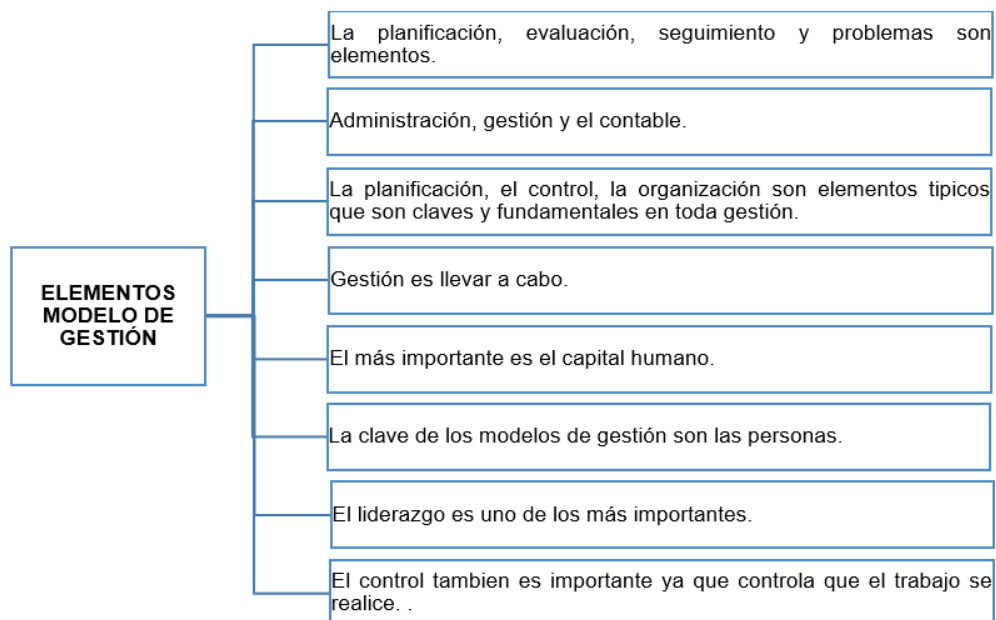 La planificación, evaluación, seguimiento y problemas son
elementos.
Administración, gestión y el contable.
La planificación, el control, la organización son elementos tipicos
que son claves y fundamentales en toda gestión.
ELEMENTOS
MODELO DE
GESTIÓN
Gestión es llevar a cabo.
El más importante es el capital humano.
La clave de los modelos de gestión son las personas.
El liderazgo es uno de los más importantes.
El control tambien es importante ya que controla que el trabajo se
realice. .